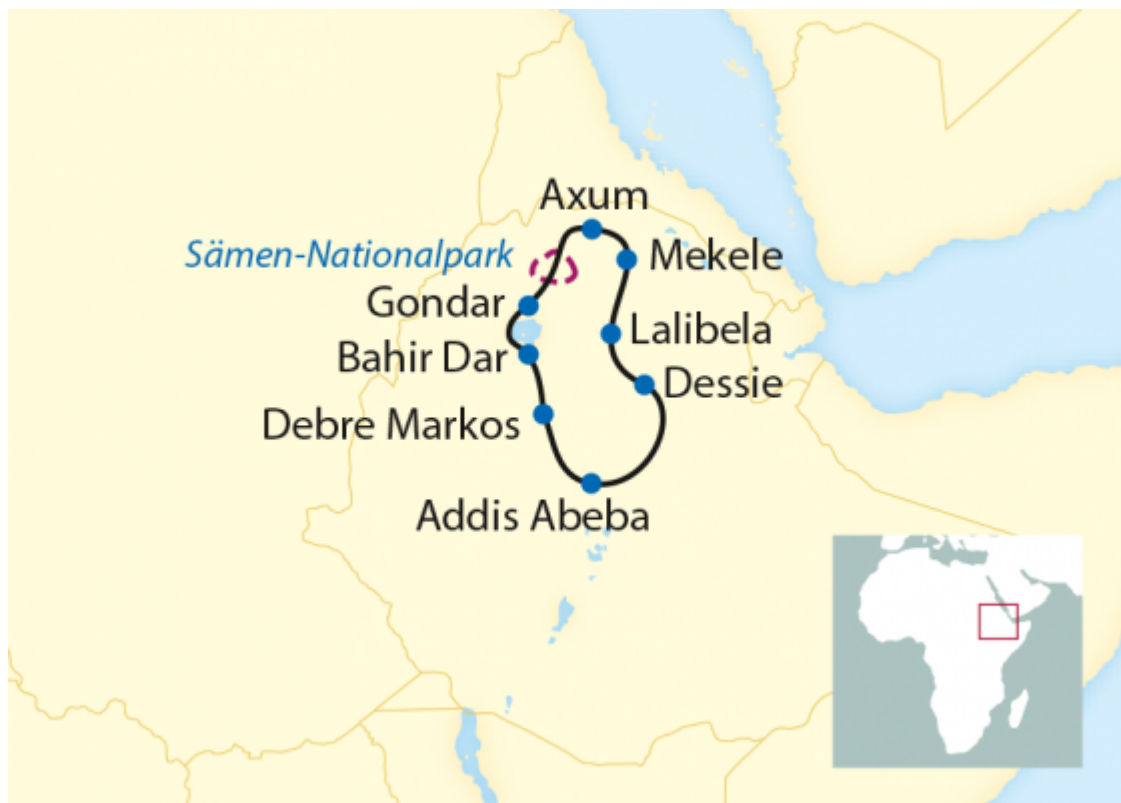 Axum
Sämen-Nationalpark
Mekele
Gondar
Lalibela
Bahir Dar
Dessie
Debre Markos
Addis Abeba